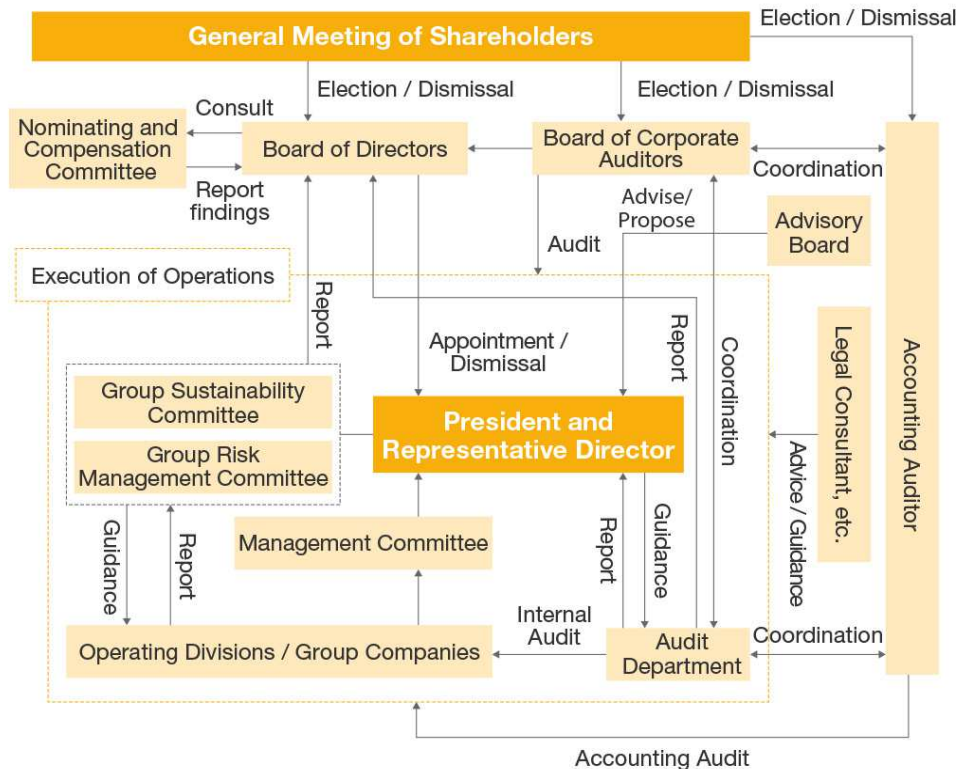 General Meeting of Shareholders
Election / Dismissal
Election / Dismissal
Election / Dismissal
Consult
Nominating and
Compensation
Committee
Board of Directors
Board of Corporate
Auditors
Coordination
Report
findings
Advise/
Propose
Advisory
Board
Audit
Execution of Operations
Report
Appointment /
Dismissal
Report
Coordination
Legal Consultant, etc.
Accounting Auditor
Group Sustainability
Committee
President and
Representative Director
Group Risk
Management Committee
Advice / Guidance
Guidance
Report
Management Committee
Report
Guidance
Internal
Audit
Operating Divisions / Group Companies
Audit
Department
Coordination
Accounting Audit